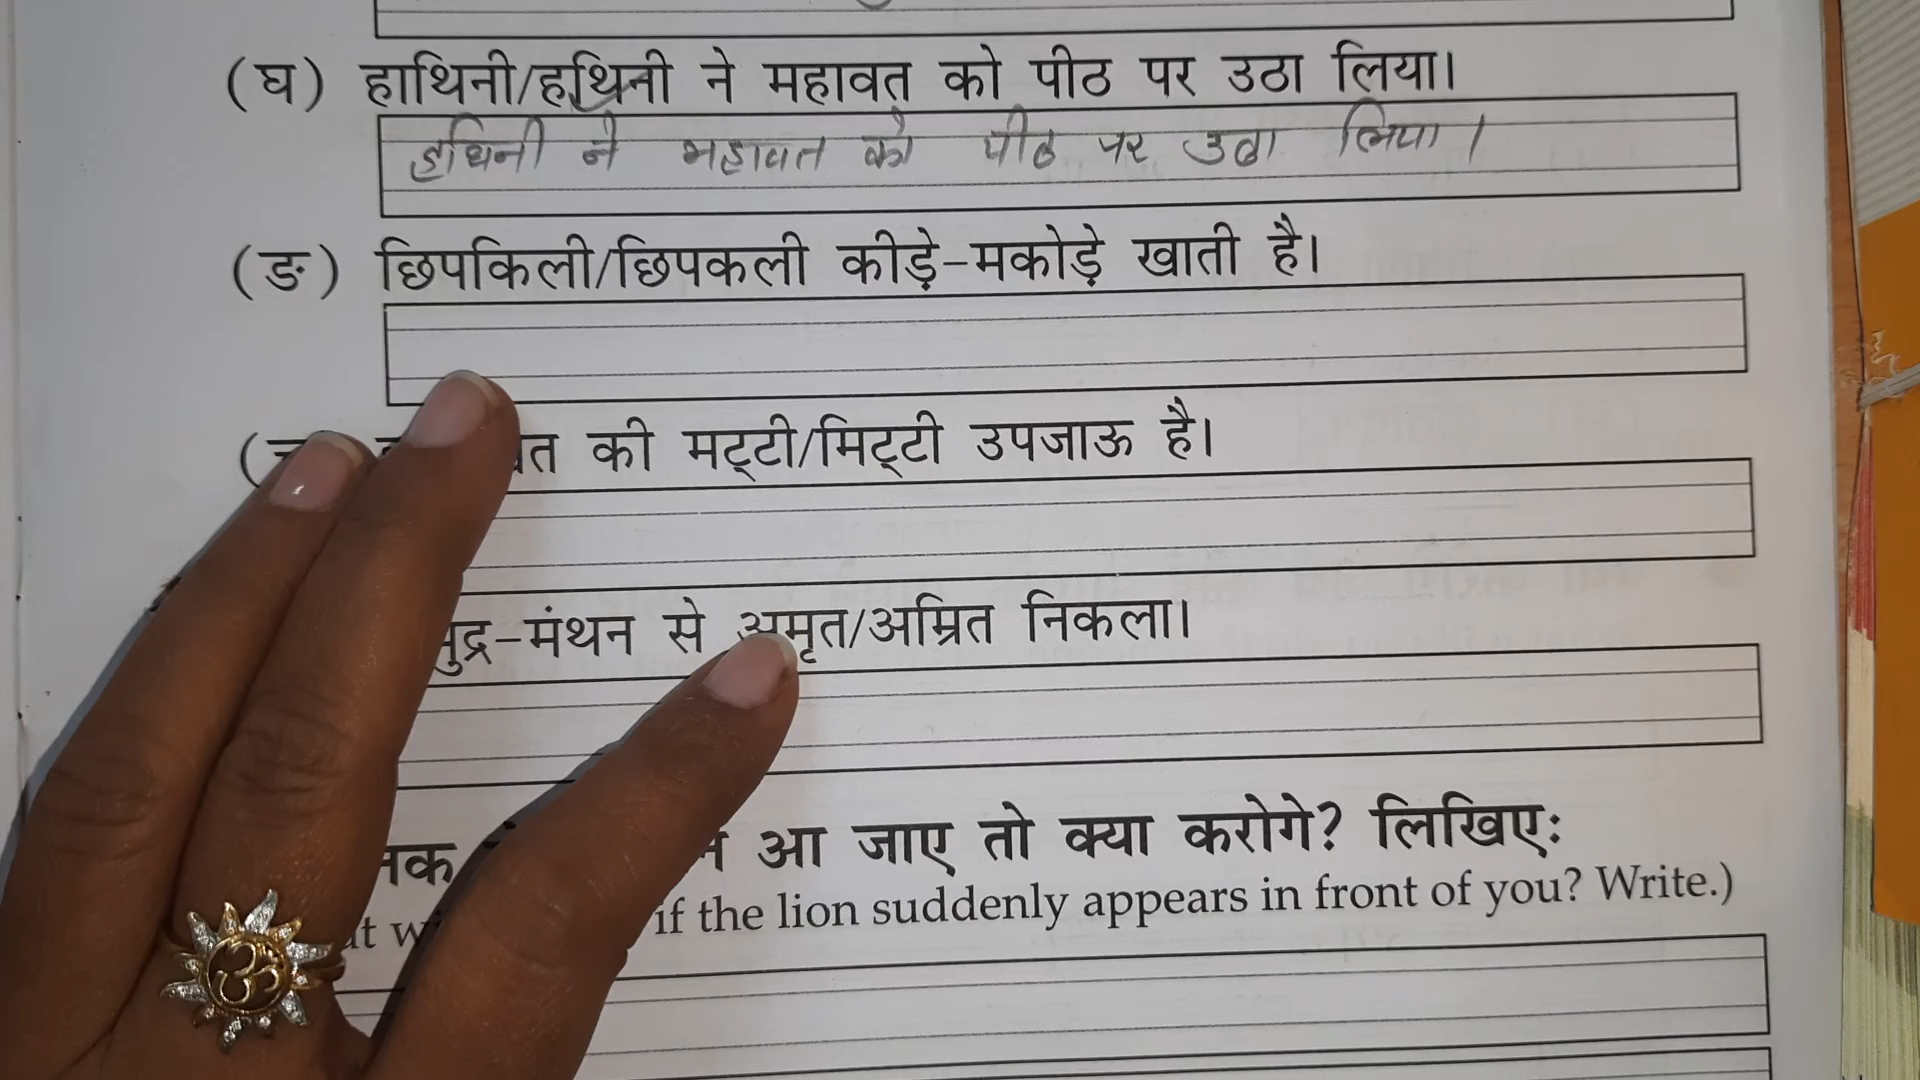 (घ) हाथिनी/हथिनी ने महावत को पीठ पर उठा लिया।
हथिनी ने महावत को पीठ पर उठा लिया।
(ङ) छिपकिली/छिपकली कीड़े-मकोड़े खाती है।
की मट्टी/मिट्टी उपजाऊ है।
मंथन से अमृत/अम्रित निकला।
आ जाए तो क्या करोगे? लिखिए:
if the lion suddenly appears in front of you? Write.)